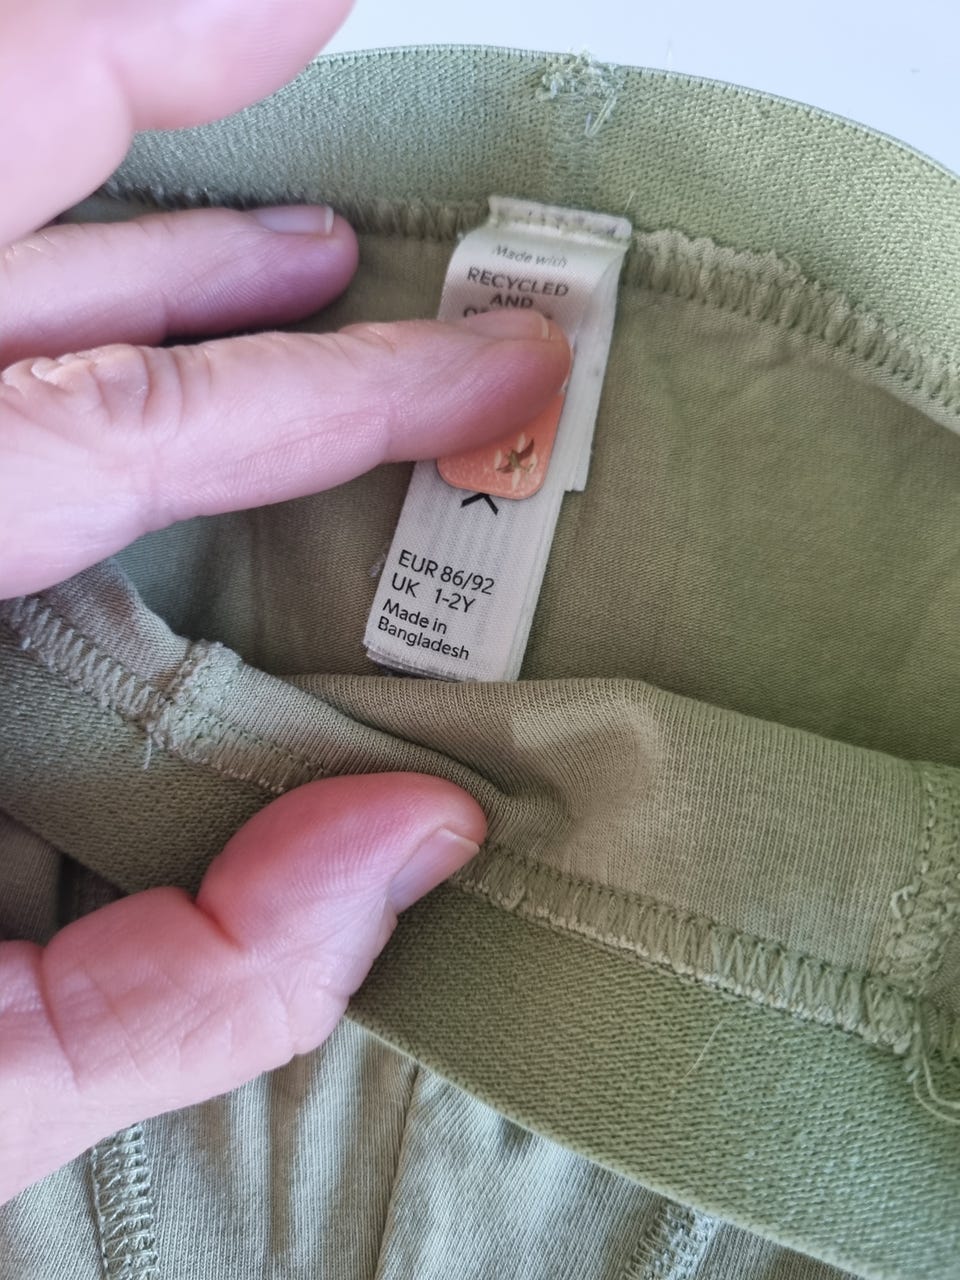 Made with
RECYCLED
AND
EUR 86/92
UK 1-2Y
Made in
Bangladesh